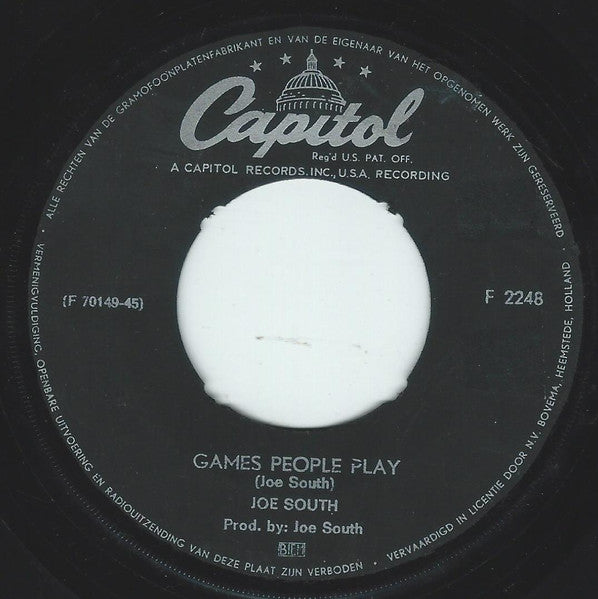 ALLE RECHTEN VAN DE GRAMOFOONPLATENFABRIKANT EN VAN DE EIGENAAR VAN HET OPGENOMEN WERK ZIJN GERESERVEERD
Capitol
Reg'd U.S. PAT. OFF.
A CAPITOL RECORDS, INC., U.S.A. RECORDING
(F 70149-45)
F 2248
GAMES PEOPLE PLAY
(Joe South)
JOE SOUTH
Prod. by: Joe South
BIEM
VERMENIGVULDIGING, OPENBARE UITVOERING EN RADIOUITZENDING VAN DEZE PLAAT ZIJN VERBODEN
VERVAARDIGD IN LICENTIE DOOR N.V. BOVEMA, HEEMSTEDE, HOLLAND